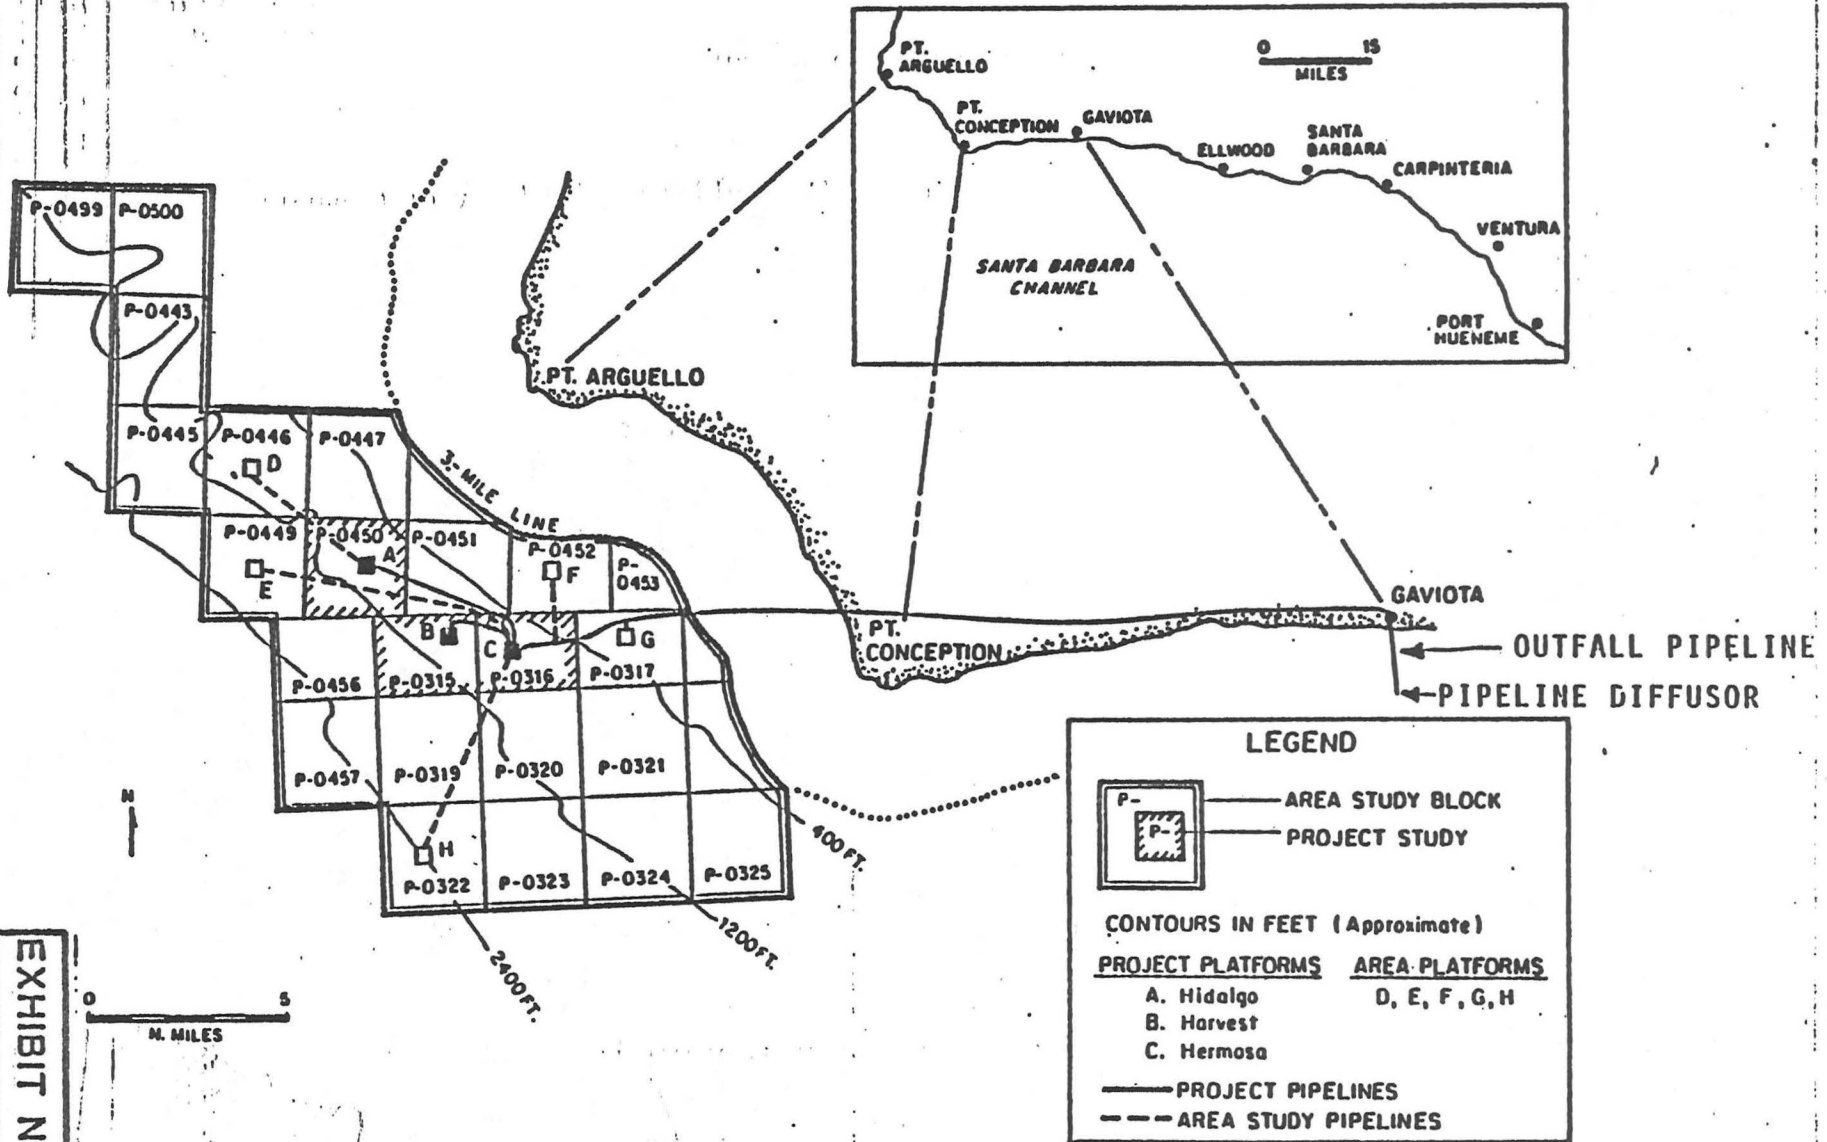 PT.
ARGUELLO
PT.
CONCEPTION
GAVIOTA
ELLWOOD
SANTA
BARBARA
CARPINTERIA
VENTURA
PORT
HUENEME
SANTA BARBARA
CHANNEL
0 15
MILES
P-0499
P-0500
P-0443
P-0445
P-0446
P-0447
D
3-MILE LINE
PT. ARGUELLO
P-0449
P-0450
P-0451
P-0452
P-
0453
A
E
F
B
C
G
P-0456
P-0315
P-0316
P-0317
PT.
CONCEPTION
GAVIOTA
OUTFALL PIPELINE
PIPELINE DIFFUSOR
P-0457
P-0319
P-0320
P-0321
H
P-0322
P-0323
P-0324
P-0325
400 FT.
1200 FT.
2400 FT.
N
0 5
N. MILES
EXHIBIT N
LEGEND
P-
P-
AREA STUDY BLOCK
PROJECT STUDY
CONTOURS IN FEET (Approximate)
PROJECT PLATFORMS
A. Hidalgo
B. Harvest
C. Hermosa
AREA PLATFORMS
D, E, F, G, H
PROJECT PIPELINES
AREA STUDY PIPELINES